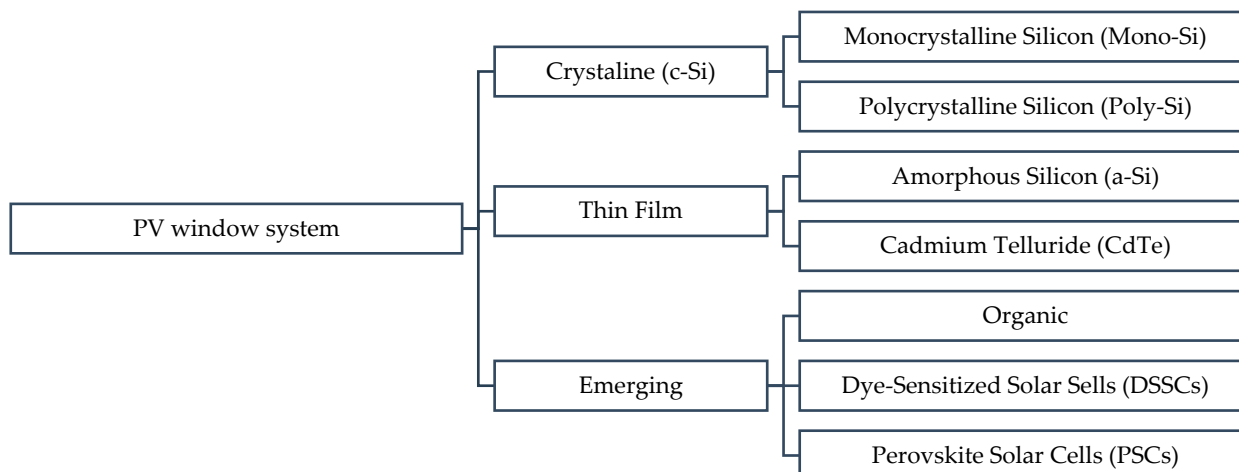 PV window system
Crystaline (c-Si)
Monocrystalline Silicon (Mono-Si)
Polycrystalline Silicon (Poly-Si)
Thin Film
Amorphous Silicon (a-Si)
Cadmium Telluride (CdTe)
Emerging
Organic
Dye-Sensitized Solar Sells (DSSCs)
Perovskite Solar Cells (PSCs)